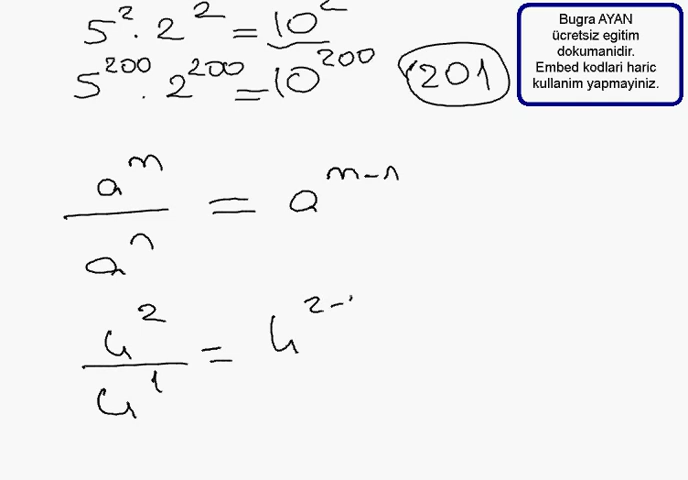 5² · 2² = 10²
5²⁰⁰ · 2²⁰⁰ = 10²⁰⁰ 201
aᵐ / aⁿ = aᵐ⁻ⁿ
4² / 4¹ = 4²⁻
Bugra AYAN
ücretsiz egitim
dokumanidir.
Embed kodlari haric
kullanim yapmayiniz.